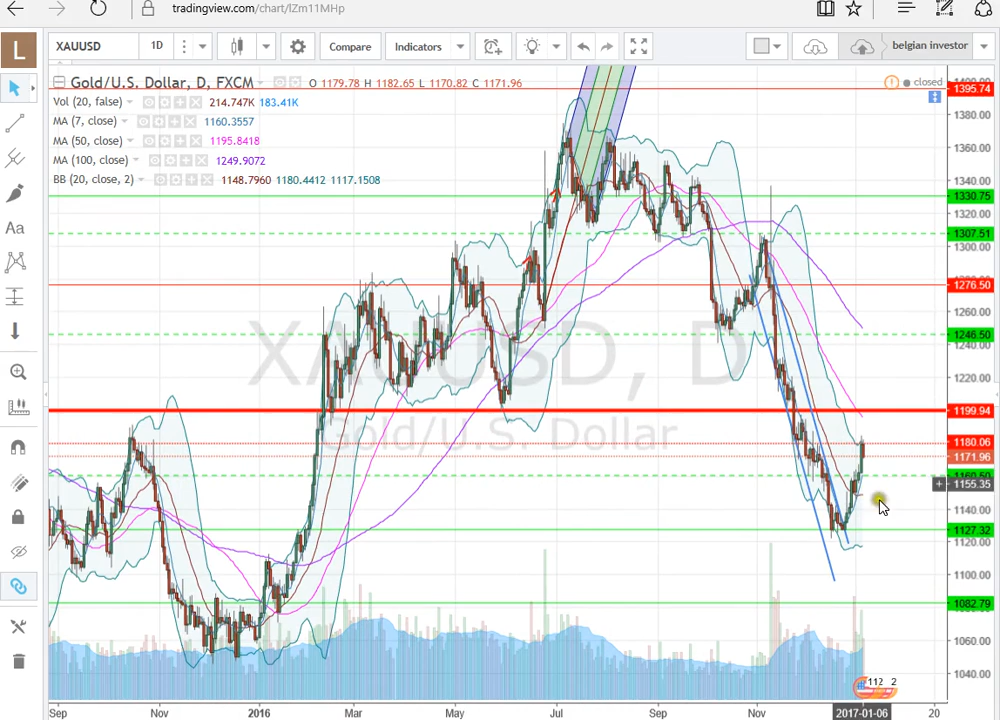 tradingview.com/chart/lZm11MHp
L
XAUUSD
1D
Compare
Indicators
belgian investor
Gold/U.S. Dollar, D, FXCM
O 1179.78 H 1182.65 L 1170.82 C 1171.96
closed
Vol (20, false)
214.747K 183.41K
MA (7, close)
1160.3557
MA (50, close)
1195.8418
MA (100, close)
1249.9072
BB (20, close, 2)
1148.7960 1180.4412 1117.1508
Aa
XAUUSD, D
Gold/U.S. Dollar
1395.74
1380.00
1360.00
1340.00
1330.75
1320.00
1307.51
1300.00
1276.50
1260.00
1246.50
1240.00
1220.00
1199.94
1180.06
1171.96
1155.35
1140.00
1127.32
1120.00
1100.00
1082.79
1060.00
1040.00
112 2
Sep
Nov
2016
Mar
May
Jul
Sep
Nov
2017-01-06
20